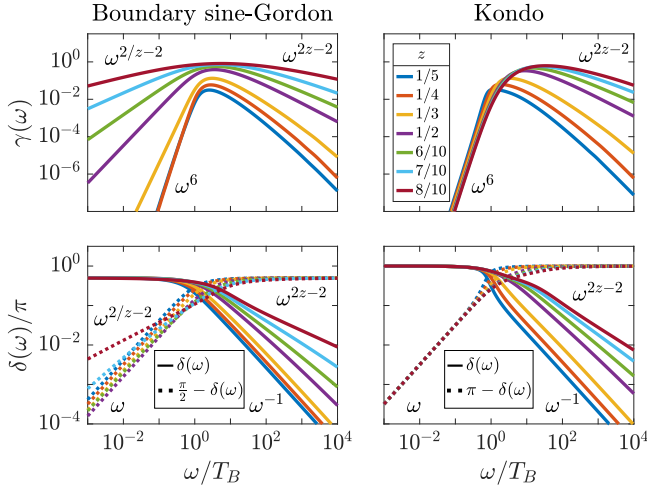 Boundary sine-Gordon
Kondo
γ(ω)
10^0
10^{-2}
10^{-4}
10^{-6}
ω^{2/z−2}
ω^{2z−2}
ω^6
z
1/5
1/4
1/3
1/2
6/10
7/10
8/10
ω^{2z−2}
ω^6
δ(ω)/π
10^0
10^{-2}
10^{-4}
ω^{2/z−2}
ω^{2z−2}
δ(ω)
π/2 − δ(ω)
ω
ω^{−1}
10^{-2}
10^0
10^2
10^4
ω/T_B
ω^{2z−2}
δ(ω)
π − δ(ω)
ω
ω^{−1}
10^{-2}
10^0
10^2
10^4
ω/T_B